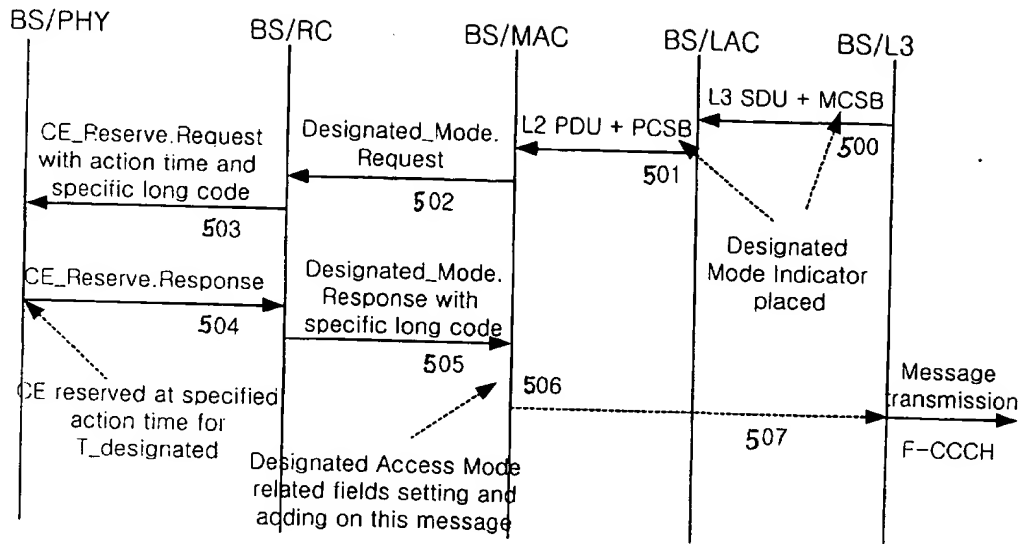 BS/PHY
BS/RC
BS/MAC
BS/LAC
BS/L3
L3 SDU + MCSB
500
L2 PDU + PCSB
501
Designated_Mode.
Request
502
CE_Reserve.Request
with action time and
specific long code
503
Designated
Mode Indicator
placed
CE_Reserve.Response
504
Designated_Mode.
Response with
specific long code
505
CE reserved at specified
action time for
T_designated
506
Designated Access Mode
related fields setting and
adding on this message
507
Message
transmission
F-CCCH